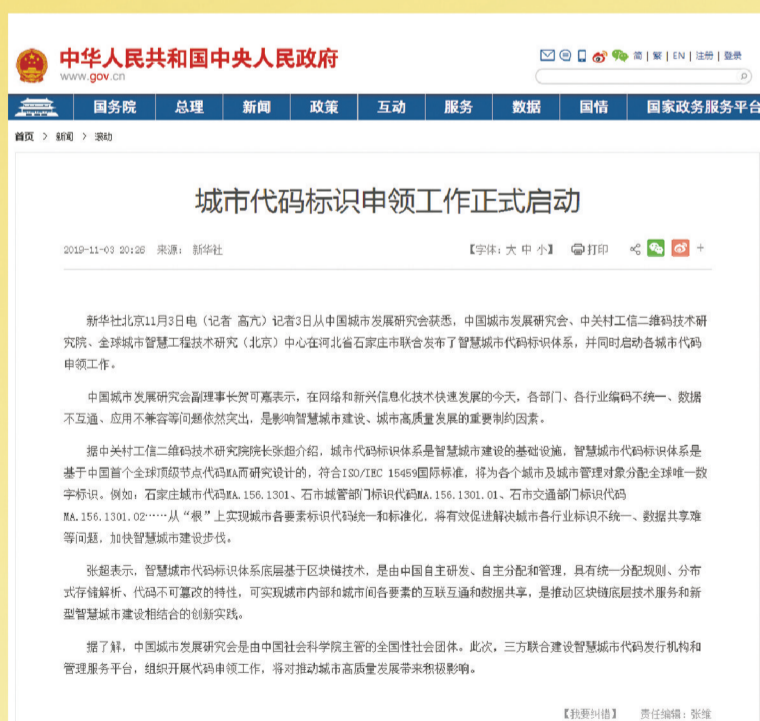 中华人民共和国中央人民政府
www.gov.cn
简 | 繁 | EN | 注册 | 登录
国务院 总理 新闻 政策 互动 服务 数据 国情 国家政务服务平台
首页 > 新闻 > 滚动
城市代码标识申领工作正式启动
2019-11-03 20:26 来源： 新华社 【字体：大 中 小】 打印 +
新华社北京11月3日电（记者 高亢）记者3日从中国城市发展研究会获悉，中国城市发展研究会、中关村工信二维码技术研
究院、全球城市智慧工程技术研究（北京）中心在河北省石家庄市联合发布了智慧城市代码标识体系，并同时启动各城市代码
申领工作。
中国城市发展研究会副理事长贺可嘉表示，在网络和新兴信息化技术快速发展的今天，各部门、各行业编码不统一、数据
不互通、应用不兼容等问题依然突出，是影响智慧城市建设、城市高质量发展的重要制约因素。
据中关村工信二维码技术研究院院长张超介绍，城市代码标识体系是智慧城市建设的基础设施，智慧城市代码标识体系是
基于中国首个全球顶级节点代码MA而研究设计的，符合ISO/IEC 15459国际标准，将为各个城市及城市管理对象分配全球唯一数
字标识。例如：石家庄城市代码MA.156.1301、石市城管部门标识代码MA.156.1301.01、石市交通部门标识代码
MA.156.1301.02……从“根”上实现城市各要素标识代码统一和标准化，将有效促进解决城市各行业标识不统一、数据共享难
等问题，加快智慧城市建设步伐。
张超表示，智慧城市代码标识体系底层基于区块链技术，是由中国自主研发、自主分配和管理，具有统一分配规则、分布
式存储解析、代码不可篡改的特性，可实现城市内部和城市间各要素的互联互通和数据共享，是推动区块链底层技术服务和新
型智慧城市建设相结合的创新实践。
据了解，中国城市发展研究会是由中国社会科学院主管的全国性社会团体。此次，三方联合建设智慧城市代码发行机构和
管理服务平台，组织开展代码申领工作，将对推动城市高质量发展带来积极影响。
【我要纠错】 责任编辑：张维